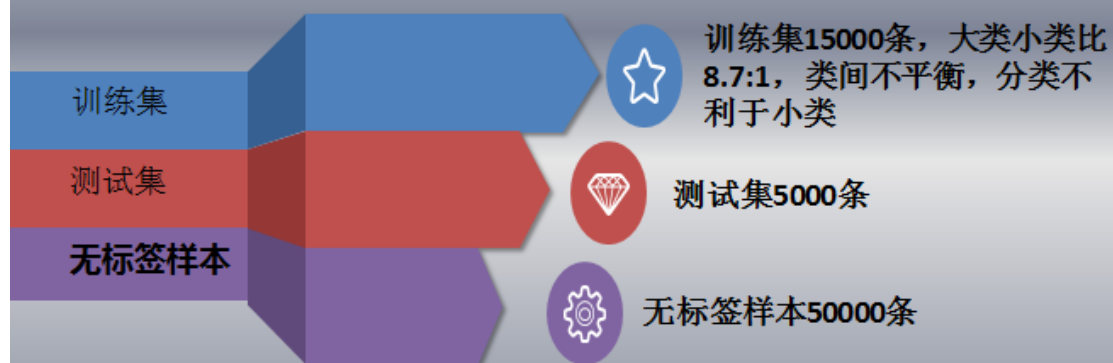 训练集
训练集15000条，大类小类比
8.7:1，类间不平衡，分类不
利于小类
测试集
测试集5000条
无标签样本
无标签样本50000条